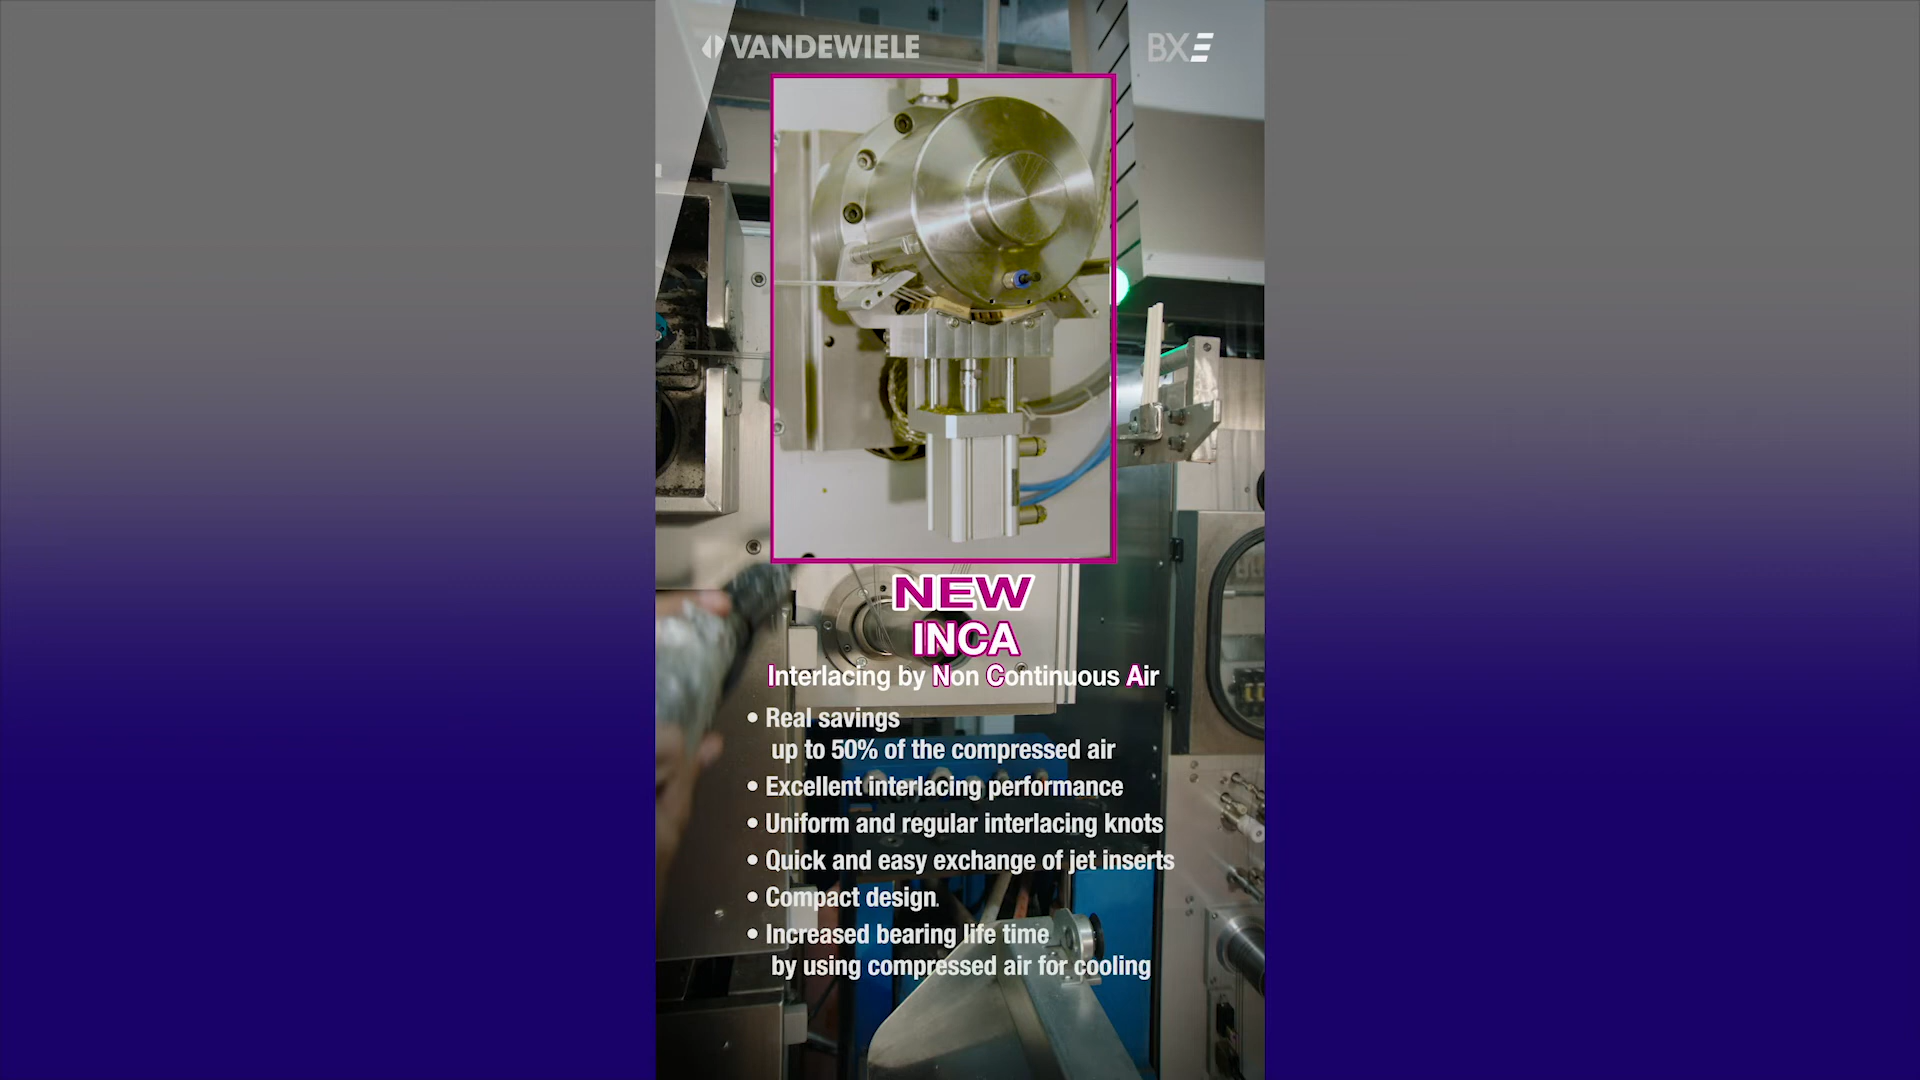 VANDEWIELE
BXE
NEW
INCA
Interlacing by Non Continuous Air
• Real savings
up to 50% of the compressed air
• Excellent interlacing performance
• Uniform and regular interlacing knots
• Quick and easy exchange of jet inserts
• Compact design.
• Increased bearing life time
by using compressed air for cooling